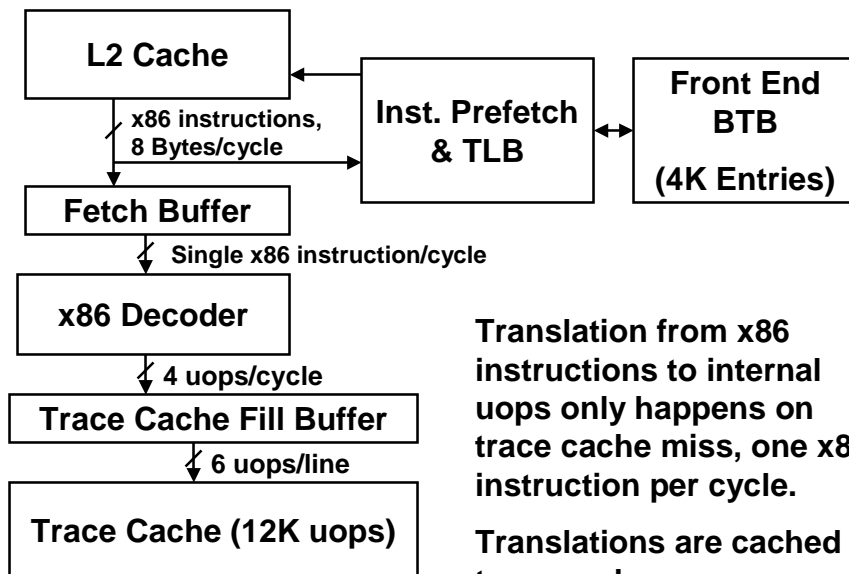 L2 Cache
x86 instructions,
8 Bytes/cycle
Inst. Prefetch
& TLB
Front End
BTB
(4K Entries)
Fetch Buffer
Single x86 instruction/cycle
x86 Decoder
4 uops/cycle
Trace Cache Fill Buffer
6 uops/line
Trace Cache (12K uops)
Translation from x86
instructions to internal
uops only happens on
trace cache miss, one
instruction per cycle.
Translations are cached